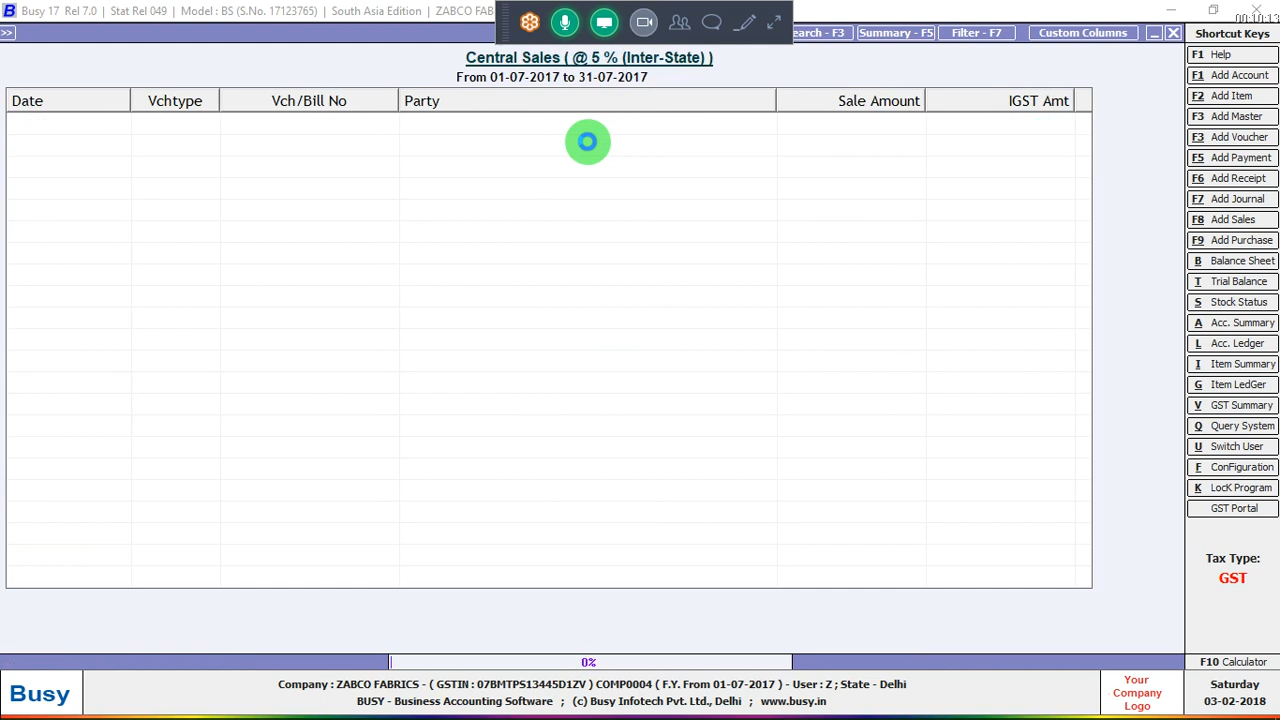 Busy 17 Rel 7.0 | Stat Rel 049 | Model : BS (S.No. 17123765) | South Asia Edition | ZABCO FAB
00:10:13
>>
earch - F3
Summary - F5
Filter - F7
Custom Columns
Central Sales ( @ 5 % (Inter-State) )
From 01-07-2017 to 31-07-2017
Date Vchtype Vch/Bill No Party Sale Amount IGST Amt
Shortcut Keys
F1 Help
F1 Add Account
F2 Add Item
F3 Add Master
F3 Add Voucher
F5 Add Payment
F6 Add Receipt
F7 Add Journal
F8 Add Sales
F9 Add Purchase
B Balance Sheet
T Trial Balance
S Stock Status
A Acc. Summary
L Acc. Ledger
I Item Summary
G Item LedGer
V GST Summary
Q Query System
U Switch User
F ConFiguration
K LocK Program
GST Portal
Tax Type:
GST
F10 Calculator
0%
Busy
Company : ZABCO FABRICS - ( GSTIN : 07BMTPS13445D1ZV ) COMP0004 ( F.Y. From 01-07-2017 ) - User : Z ; State - Delhi
BUSY - Business Accounting Software ; (c) Busy Infotech Pvt. Ltd., Delhi ; www.busy.in
Your
Company
Logo
Saturday
03-02-2018